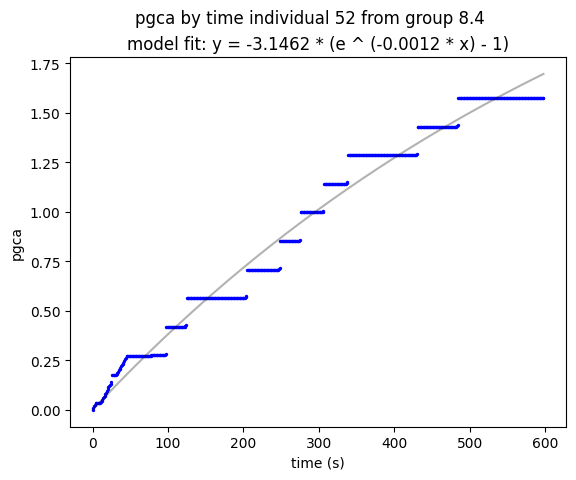 pgca by time individual 52 from group 8.4
model fit: y = -3.1462 * (e ^ (-0.0012 * x) - 1)
1.75
1.50
1.25
1.00
0.75
0.50
0.25
0.00
pgca
0 100 200 300 400 500 600
time (s)